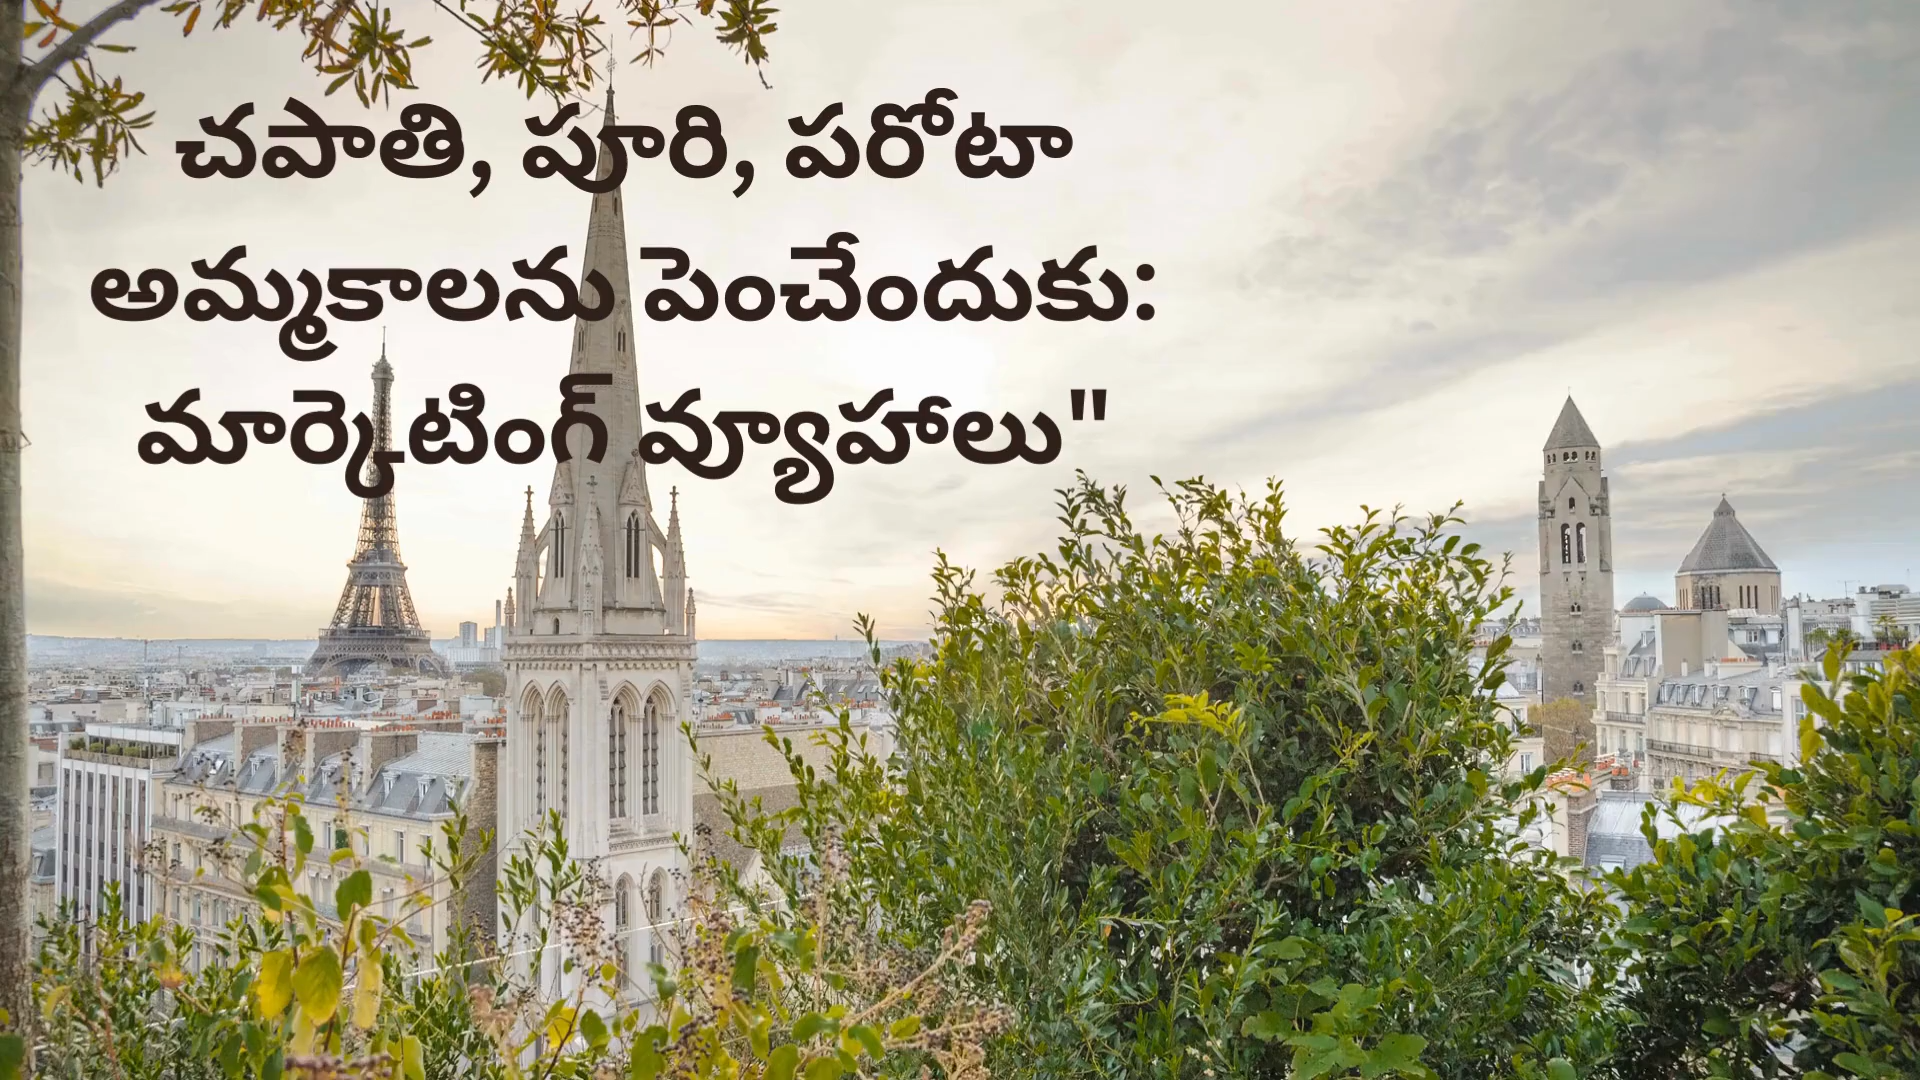 చపాతి, పూరి, పరోటా
అమ్మకాలను పెంచేందుకు:
మార్కెటింగ్ వ్యూహాలు"